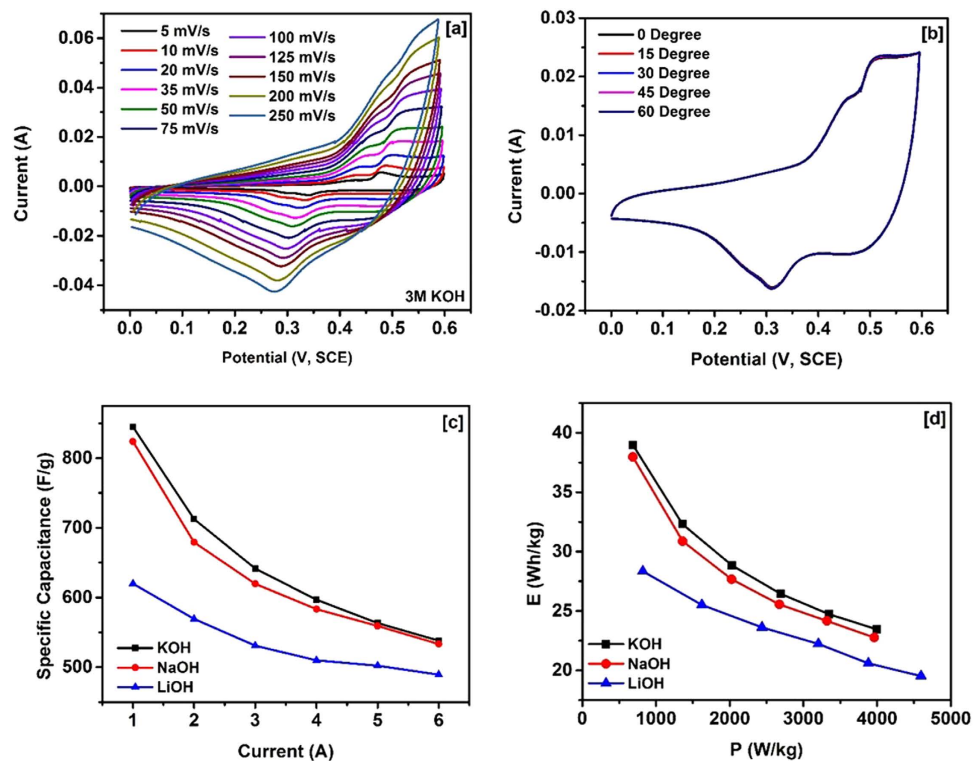 [a]
5 mV/s
10 mV/s
20 mV/s
35 mV/s
50 mV/s
75 mV/s
100 mV/s
125 mV/s
150 mV/s
200 mV/s
250 mV/s
0.06
0.04
0.02
0.00
-0.02
-0.04
Current (A)
3M KOH
0.0 0.1 0.2 0.3 0.4 0.5 0.6
Potential (V, SCE)
[b]
0 Degree
15 Degree
30 Degree
45 Degree
60 Degree
0.03
0.02
0.01
0.00
-0.01
-0.02
Current (A)
0.0 0.1 0.2 0.3 0.4 0.5 0.6
Potential (V, SCE)
[c]
800
700
600
500
Specific Capacitance (F/g)
KOH
NaOH
LiOH
1 2 3 4 5 6
Current (A)
[d]
40
35
30
25
20
E (Wh/kg)
KOH
NaOH
LiOH
0 1000 2000 3000 4000 5000
P (W/kg)